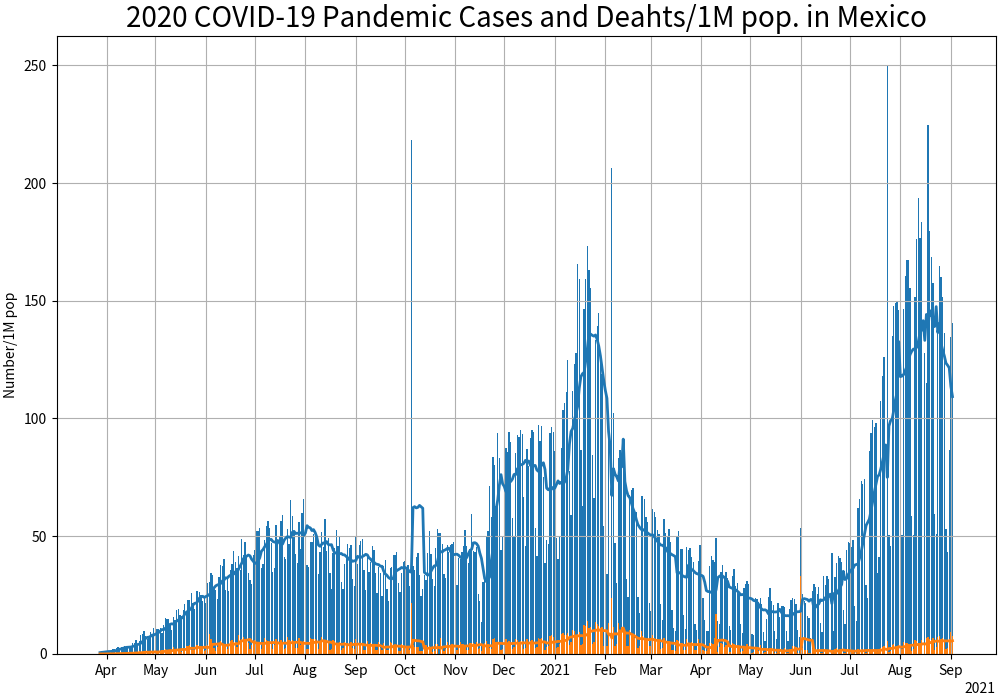 2020 COVID-19 Pandemic Cases and Deahts/1M pop. in Mexico
Number/1M pop
250
200
150
100
50
0
Apr May Jun Jul Aug Sep Oct Nov Dec 2021 Feb Mar Apr May Jun Jul Aug Sep
2021